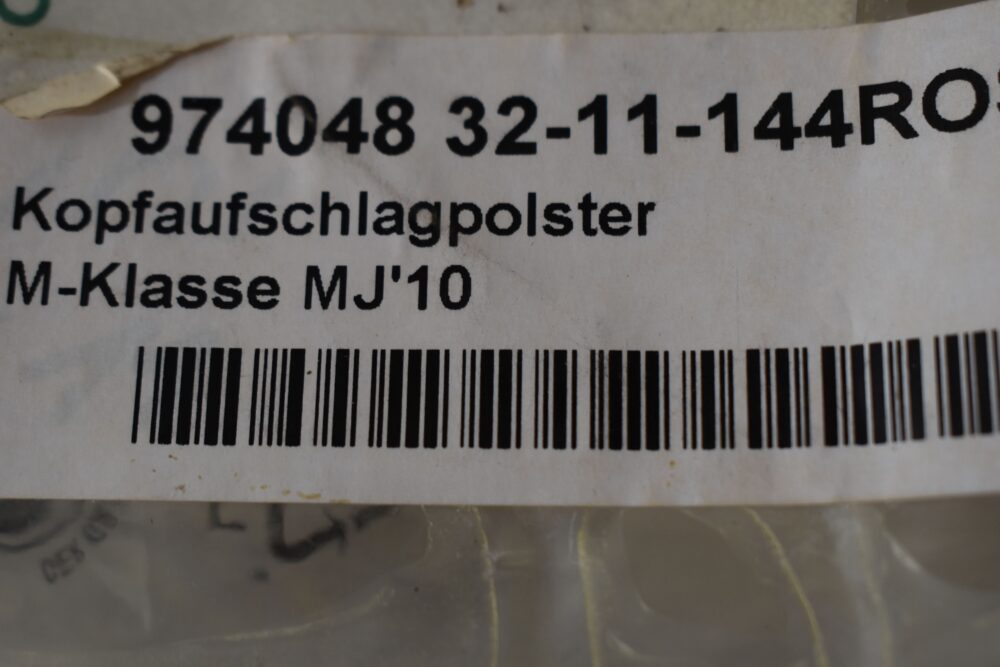 974048 32-11-144RO
Kopfaufschlagpolster
M-Klasse MJ'10